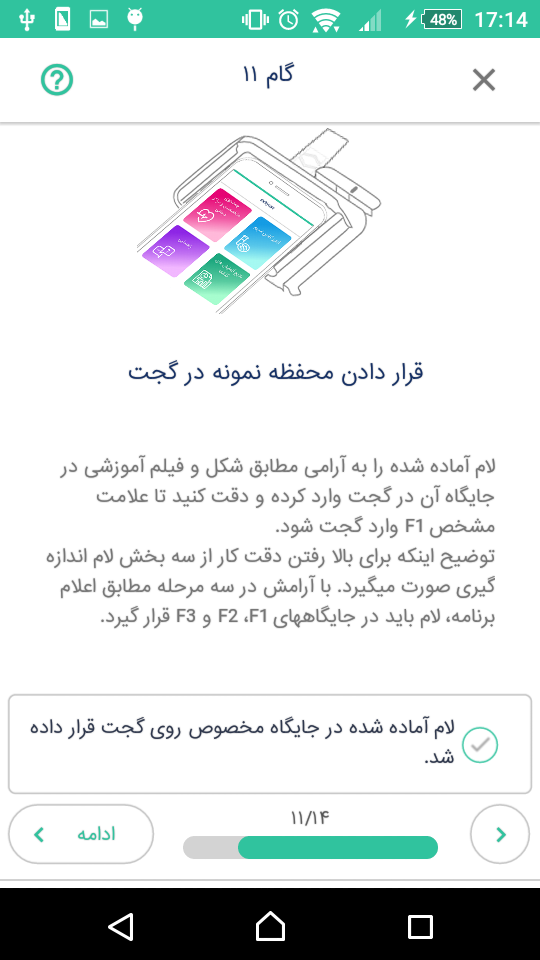 48% 17:14
گام ۱۱
قرار دادن محفظه نمونه در گجت
لام آماده شده را به آرامی مطابق شکل و فیلم آموزشی در
جایگاه آن در گجت وارد کرده و دقت کنید تا علامت
مشخص F1 وارد گجت شود.
توضیح اینکه برای بالا رفتن دقت کار از سه بخش لام اندازه
گیری صورت میگیرد. با آرامش در سه مرحله مطابق اعلام
برنامه، لام باید در جایگاههای F1، F2 و F3 قرار گیرد.
لام آماده شده در جایگاه مخصوص روی گجت قرار داده
شد.
۱۱/۱۴
ادامه